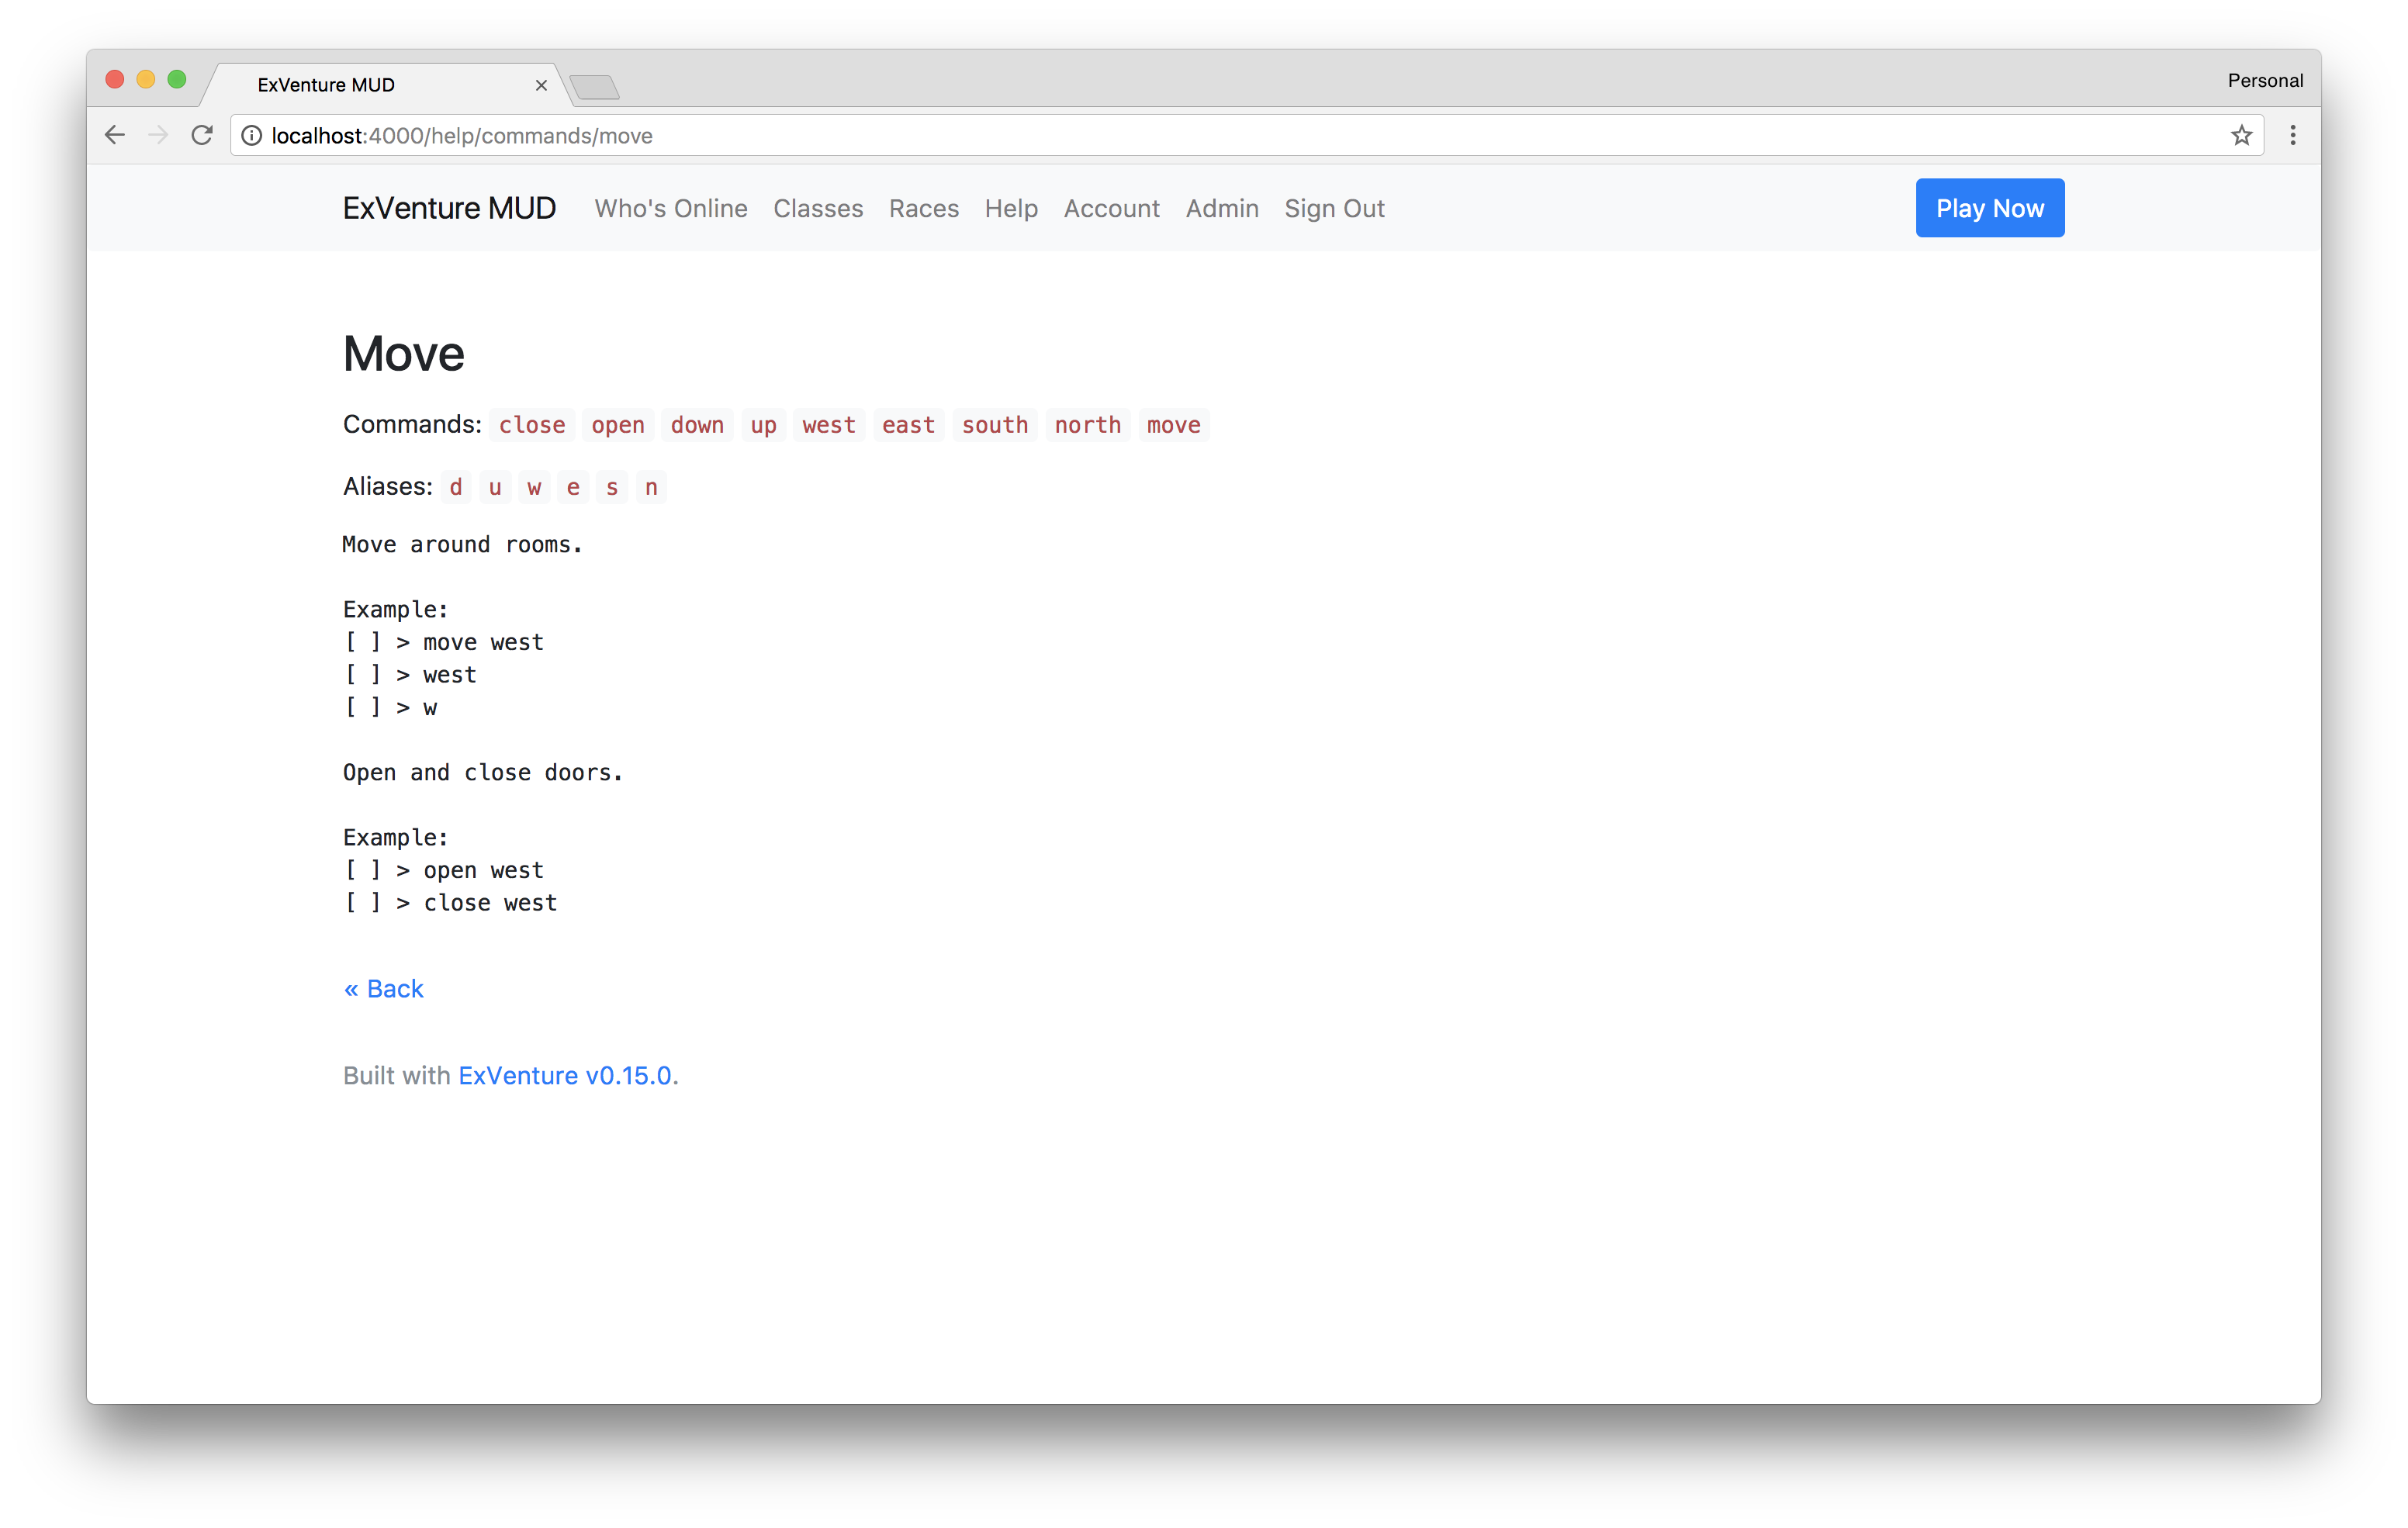 ExVenture MUD
Personal
localhost:4000/help/commands/move
ExVenture MUD Who's Online Classes Races Help Account Admin Sign Out Play Now
Move
Commands: close open down up west east south north move
Aliases: d u w e s n
Move around rooms.
Example:
[ ] > move west
[ ] > west
[ ] > w
Open and close doors.
Example:
[ ] > open west
[ ] > close west
« Back
Built with ExVenture v0.15.0.